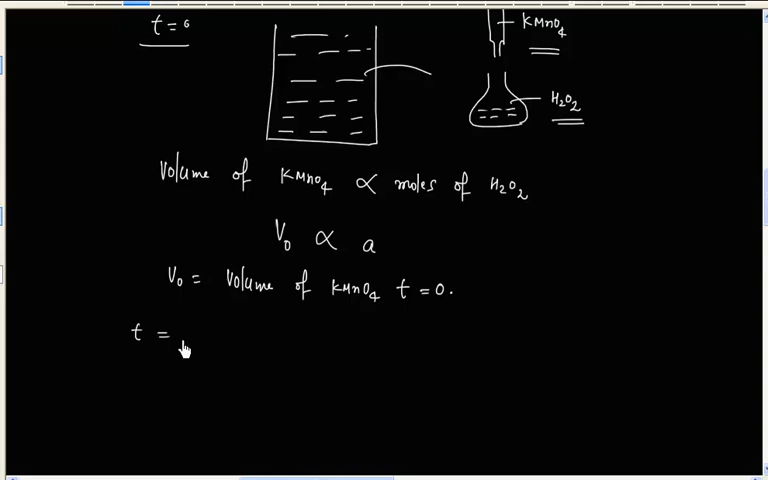 t = 0
KMnO4
H2O2
Volume of KMnO4 ∝ moles of H2O2
V0 ∝ a
V0 = Volume of KMnO4 t = 0.
t =